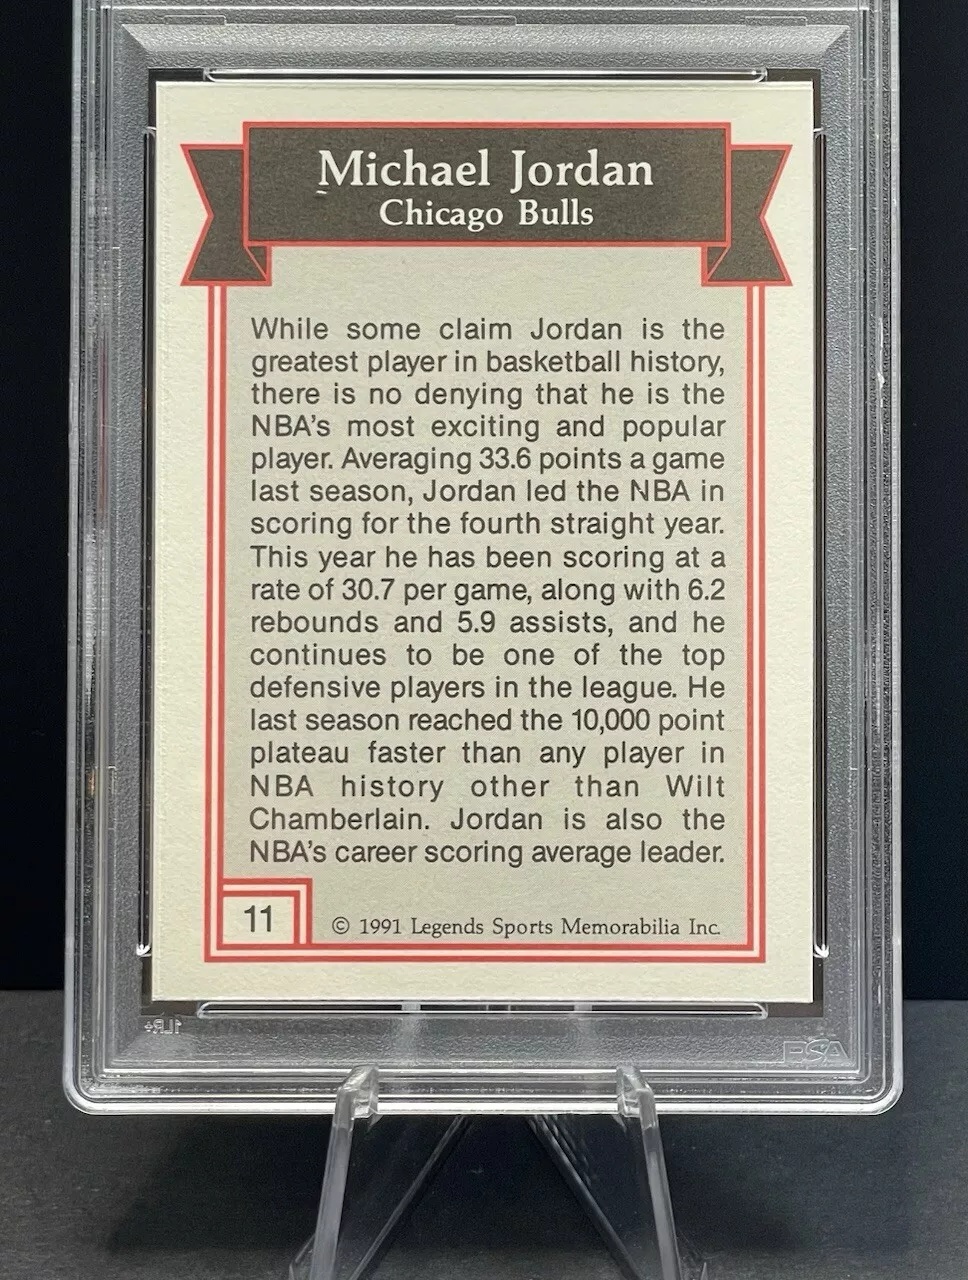 Michael Jordan
Chicago Bulls
While some claim Jordan is the
greatest player in basketball history,
there is no denying that he is the
NBA's most exciting and popular
player. Averaging 33.6 points a game
last season, Jordan led the NBA in
scoring for the fourth straight year.
This year he has been scoring at a
rate of 30.7 per game, along with 6.2
rebounds and 5.9 assists, and he
continues to be one of the top
defensive players in the league. He
last season reached the 10,000 point
plateau faster than any player in
NBA history other than Wilt
Chamberlain. Jordan is also the
NBA's career scoring average leader.
11
© 1991 Legends Sports Memorabilia Inc.
PSA